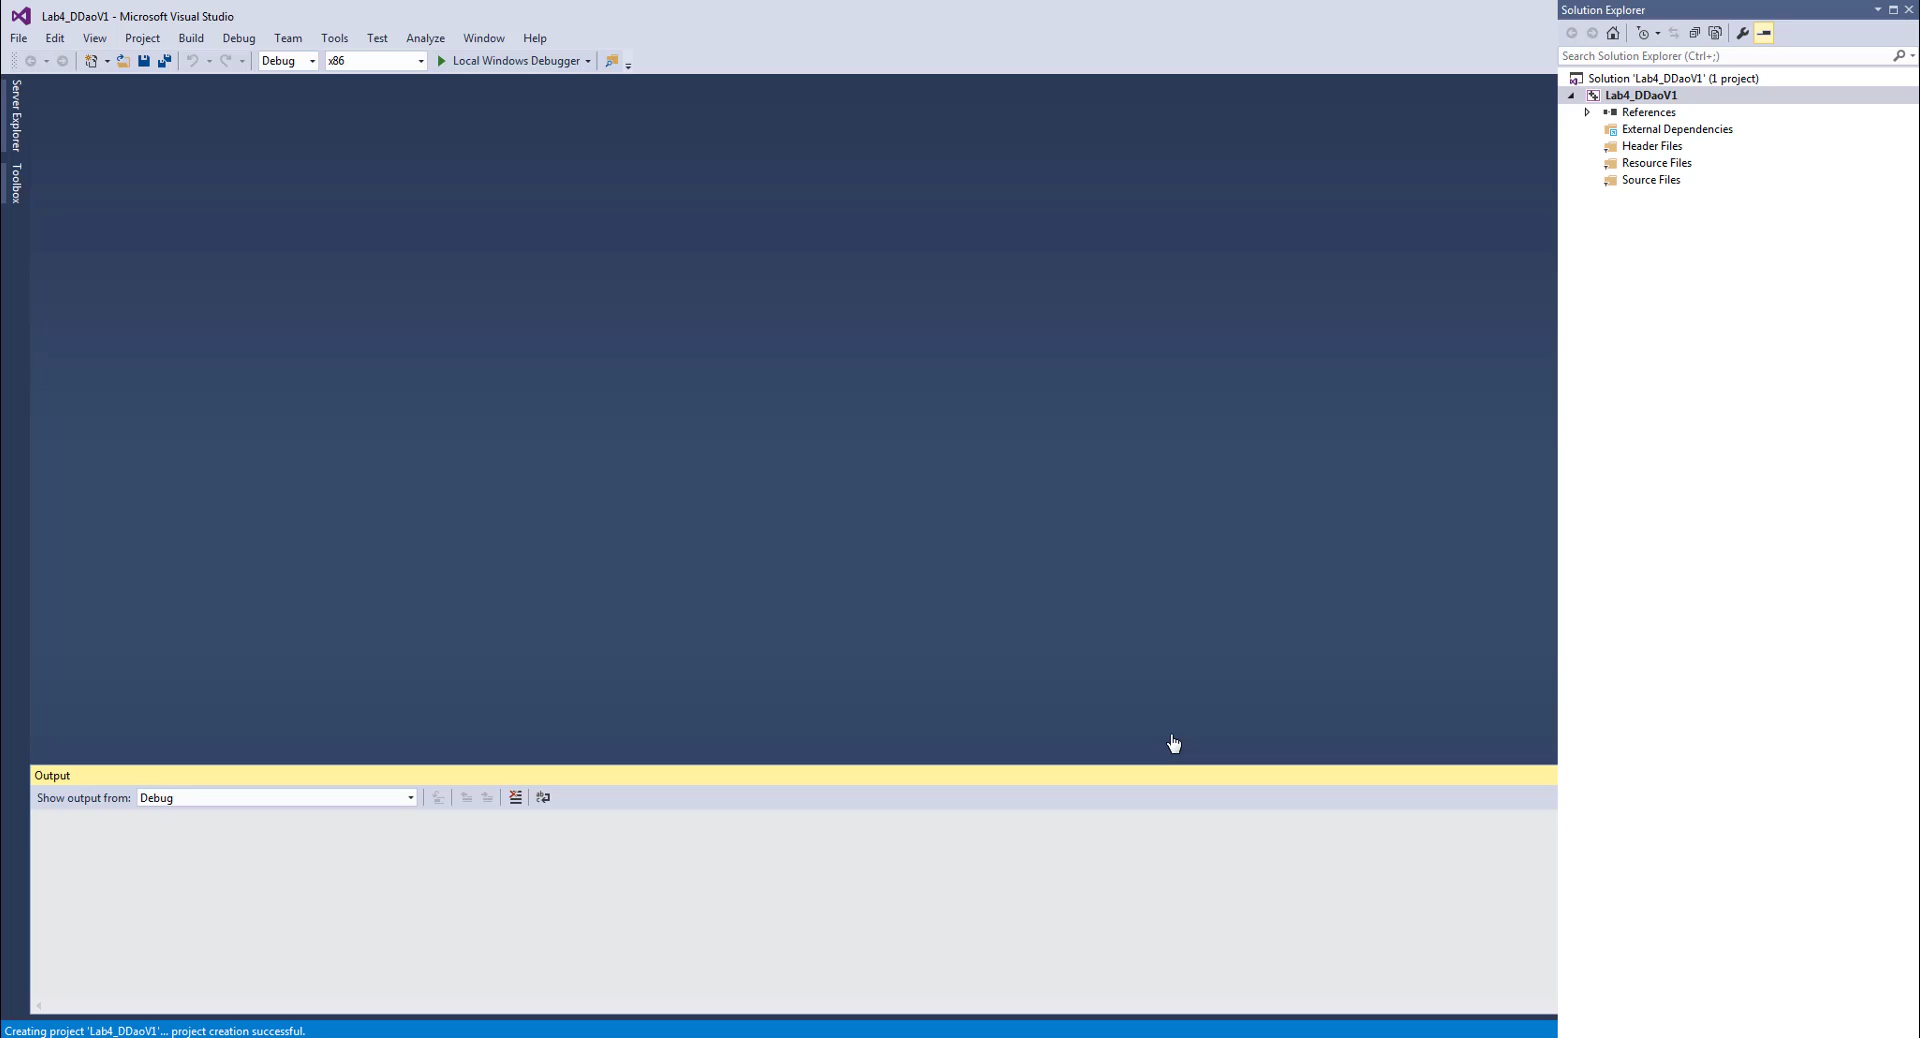 Lab4_DDaoV1 - Microsoft Visual Studio
File Edit View Project Build Debug Team Tools Test Analyze Window Help
Debug x86 Local Windows Debugger
Server Explorer
Toolbox
Output
Show output from: Debug
Creating project 'Lab4_DDaoV1'... project creation successful.
Solution Explorer
Search Solution Explorer (Ctrl+;)
Solution 'Lab4_DDaoV1' (1 project)
Lab4_DDaoV1
References
External Dependencies
Header Files
Resource Files
Source Files